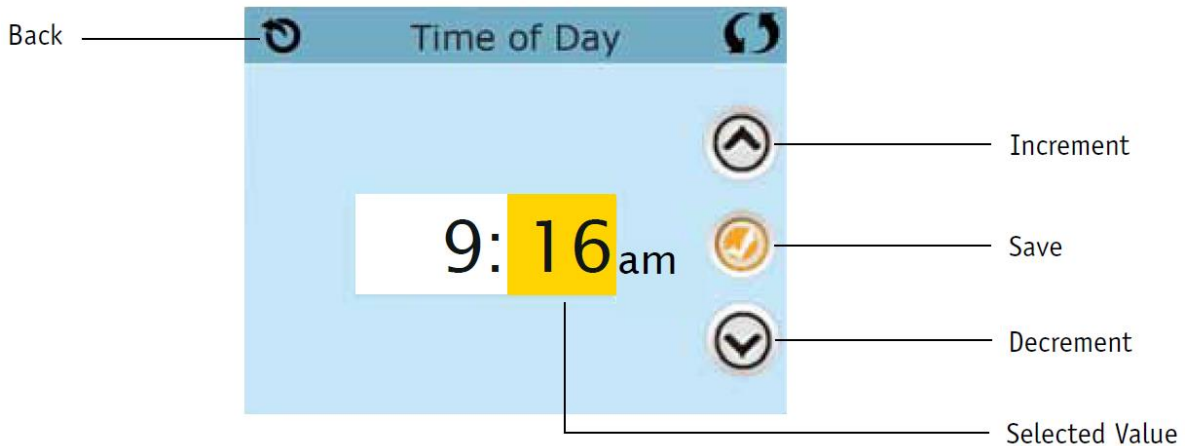 Back
Time of Day
Increment
9:16am
Save
Decrement
Selected Value